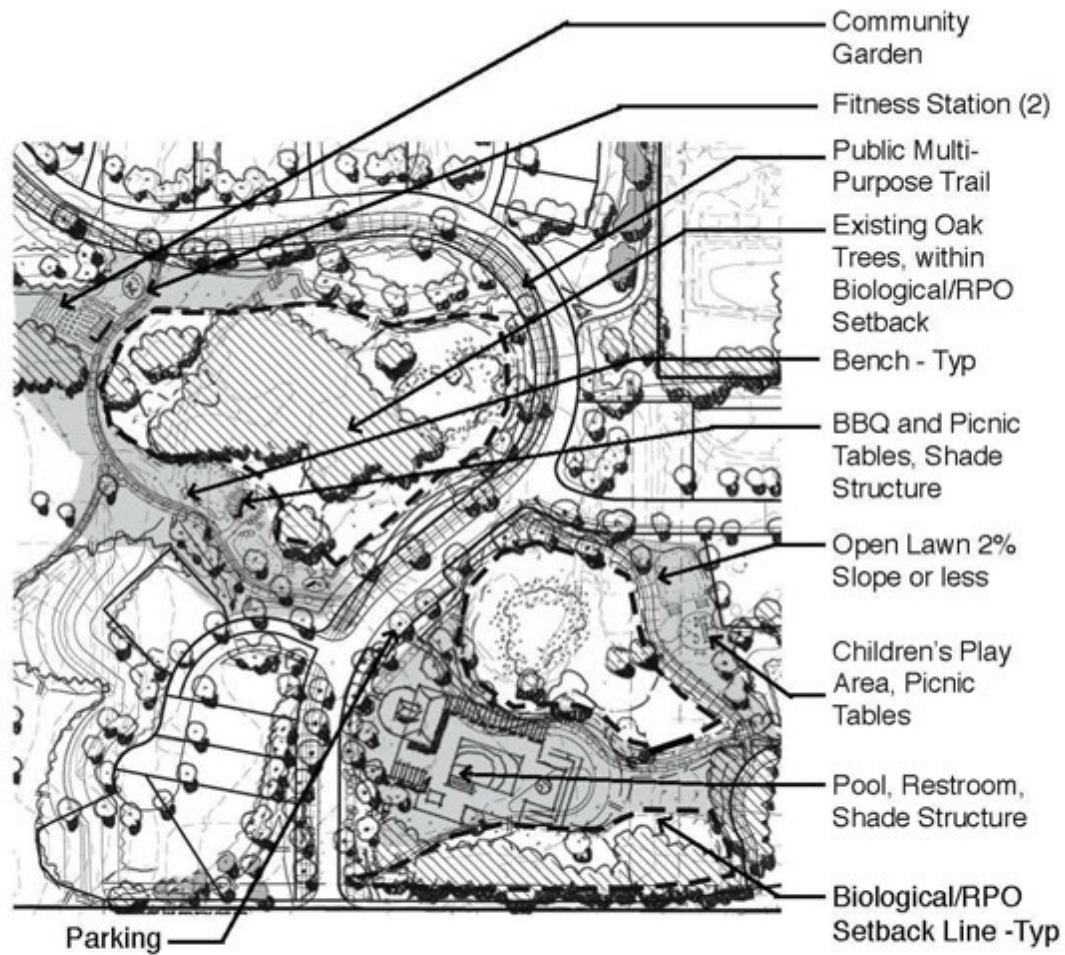 Community
Garden
Fitness Station (2)
Public Multi-
Purpose Trail
Existing Oak
Trees, within
Biological/RPO
Setback
Bench - Typ
BBQ and Picnic
Tables, Shade
Structure
Open Lawn 2%
Slope or less
Children's Play
Area, Picnic
Tables
Pool, Restroom,
Shade Structure
Biological/RPO
Setback Line -Typ
Parking